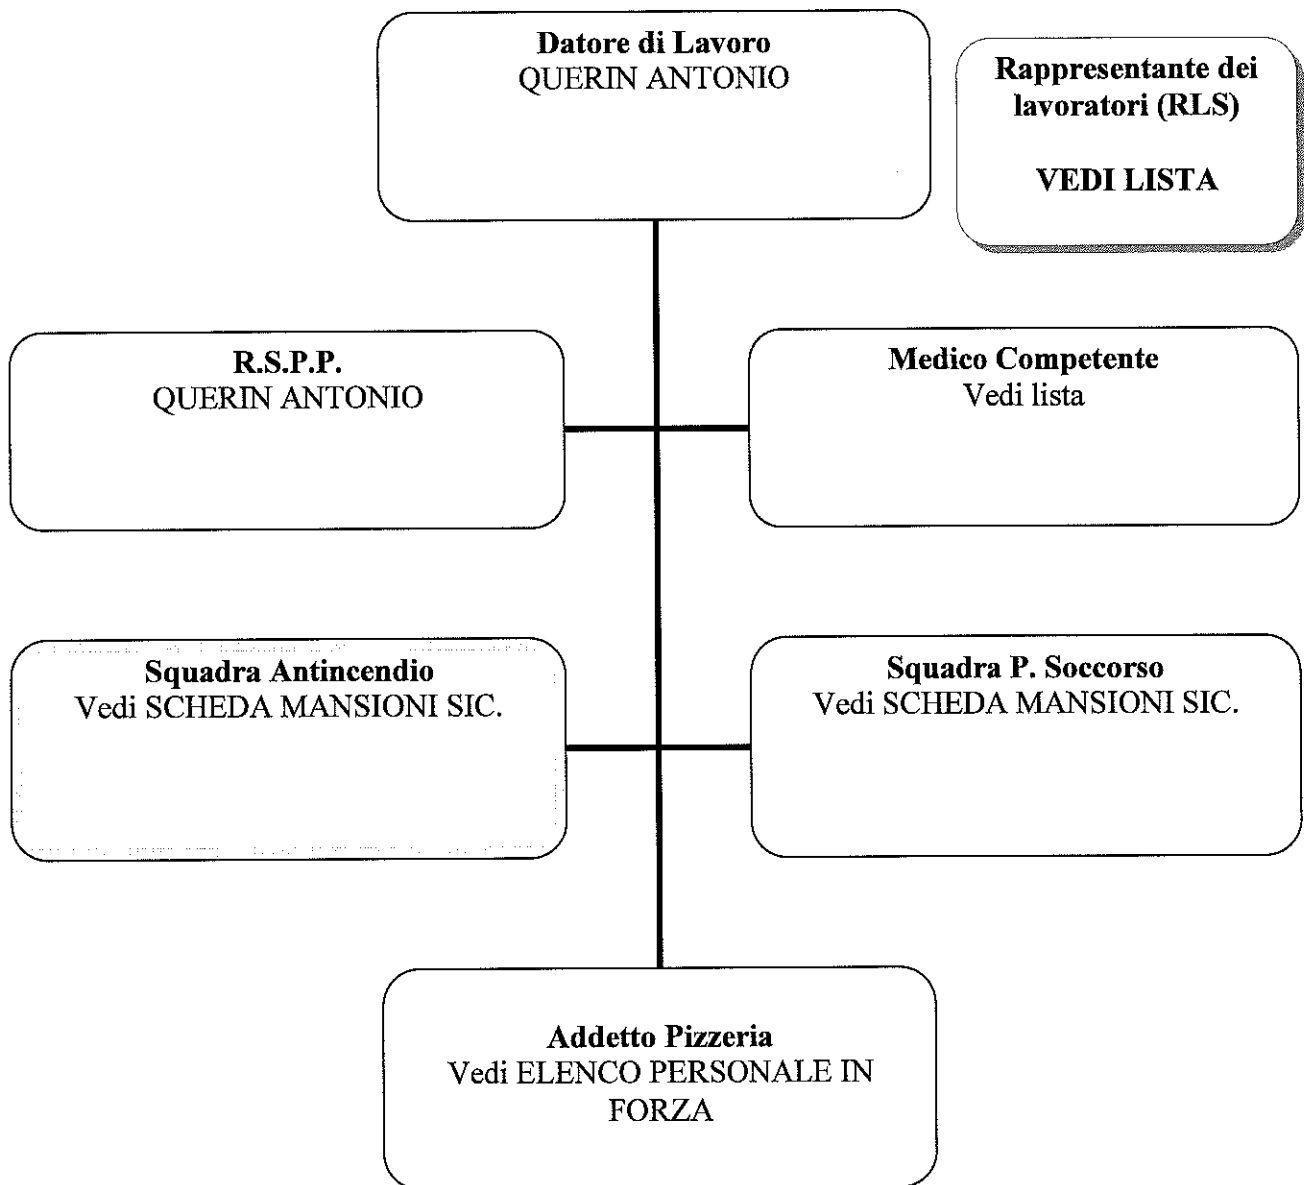 Datore di Lavoro
QUERIN ANTONIO
Rappresentante dei
lavoratori (RLS)
VEDI LISTA
R.S.P.P.
QUERIN ANTONIO
Medico Competente
Vedi lista
Squadra Antincendio
Vedi SCHEDA MANSIONI SIC.
Squadra P. Soccorso
Vedi SCHEDA MANSIONI SIC.
Addetto Pizzeria
Vedi ELENCO PERSONALE IN
FORZA